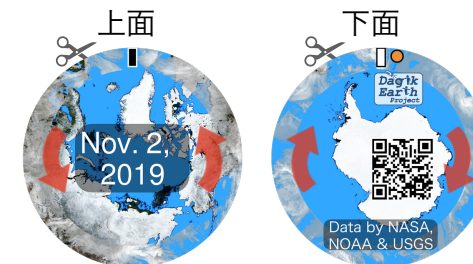 上面
下面
Dagik
Earth
Project
Nov. 2,
2019
Data by NASA,
NOAA & USGS